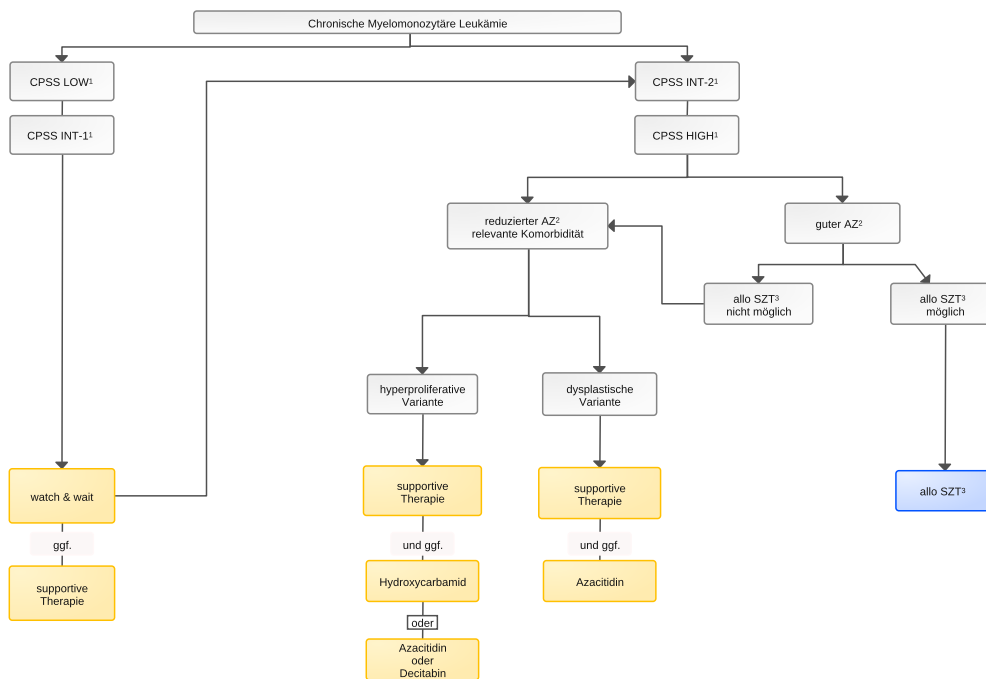 Chronische Myelomonozytäre Leukämie
CPSS LOW¹
CPSS INT-2¹
CPSS INT-1¹
CPSS HIGH¹
reduzierter AZ²
relevante Komorbidität
guter AZ²
allo SZT³
nicht möglich
allo SZT³
möglich
hyperproliferative
Variante
dysplastische
Variante
watch & wait
supportive
Therapie
supportive
Therapie
allo SZT³
ggf.
und ggf.
und ggf.
supportive
Therapie
Hydroxycarbamid
Azacitidin
oder
Azacitidin
oder
Decitabin